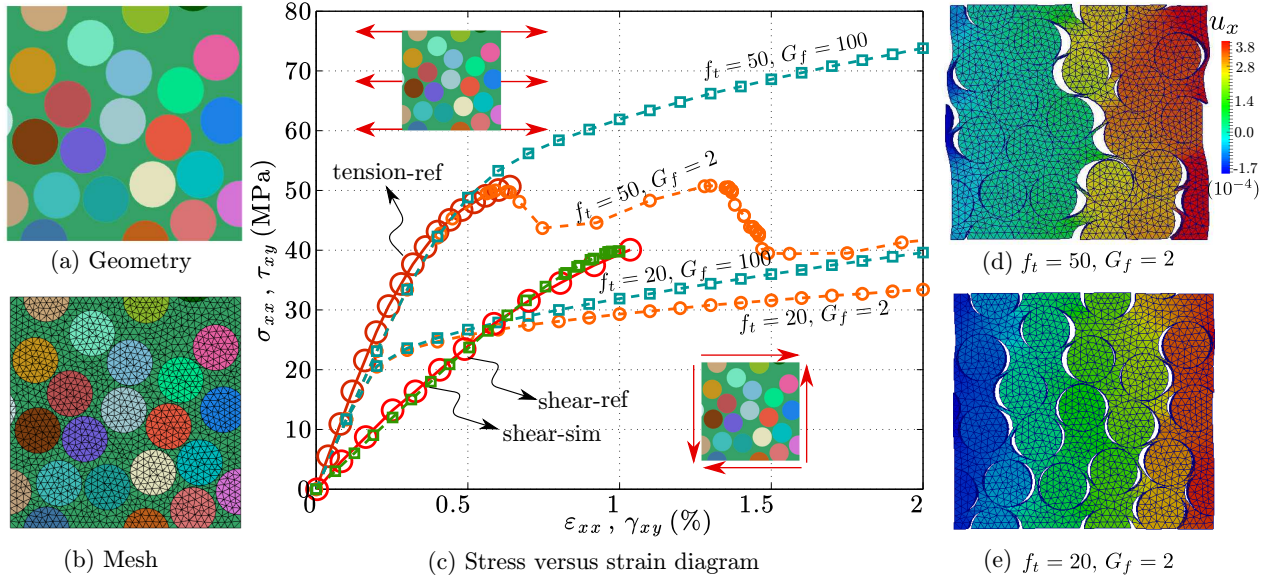 (a) Geometry
(b) Mesh
σxx , τxy (MPa)
80
70
60
50
40
30
20
10
0
0
0.5
1
1.5
2
εxx , γxy (%)
tension-ref
ft = 50, Gf = 100
ft = 50, Gf = 2
ft = 20, Gf = 100
ft = 20, Gf = 2
shear-ref
shear-sim
(c) Stress versus strain diagram
ux
3.8
2.5
1.4
0.0
-1.7
(10−4)
(d) ft = 50, Gf = 2
(e) ft = 20, Gf = 2